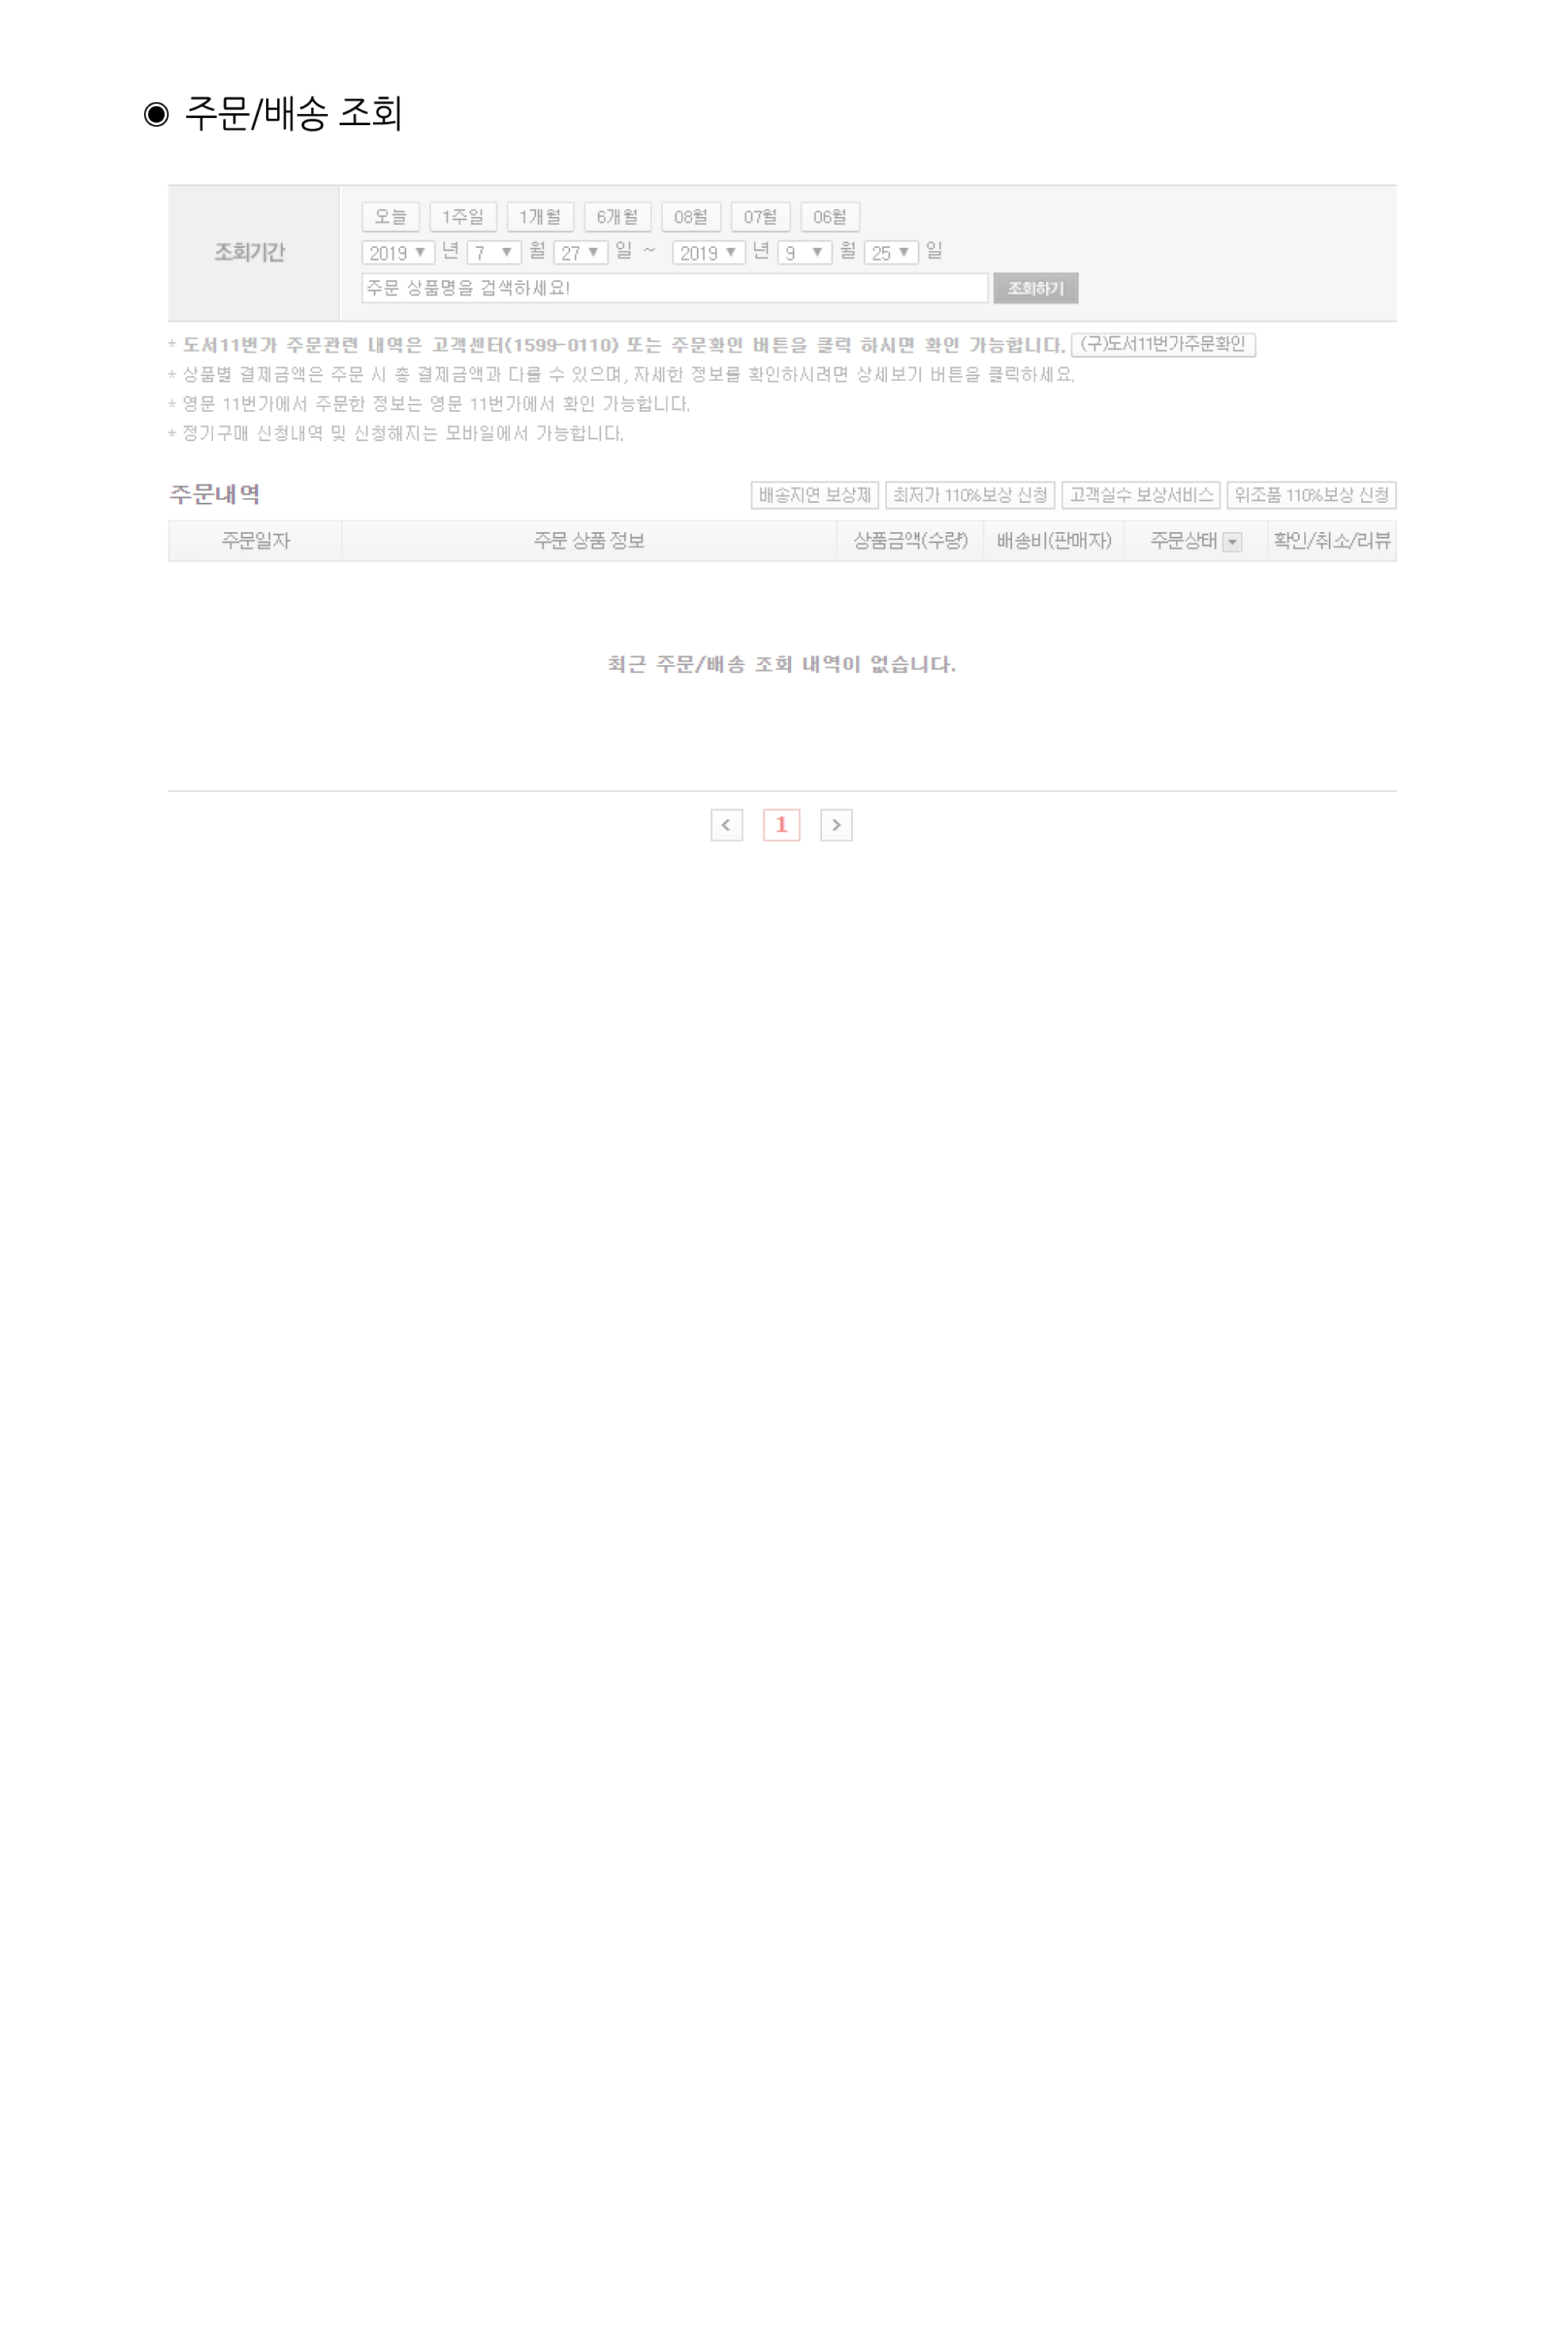 ◉ 주문/배송 조회
오늘 1주일 1개월 6개월 08월 07월 06월
조회기간
2019 ▼ 년 7 ▼ 월 27 ▼ 일 ~ 2019 ▼ 년 9 ▼ 월 25 ▼ 일
주문 상품명을 검색하세요! 조회하기
* 도서11번가 주문관련 내역은 고객센터(1599-0110) 또는 주문확인 버튼을 클릭 하시면 확인 가능합니다. (구)도서11번가주문확인
* 상품별 결제금액은 주문 시 총 결제금액과 다를 수 있으며, 자세한 정보를 확인하시려면 상세보기 버튼을 클릭하세요.
* 영문 11번가에서 주문한 정보는 영문 11번가에서 확인 가능합니다.
* 정기구매 신청내역 및 신청해지는 모바일에서 가능합니다.
주문내역 배송지연 보상제 최저가 110%보상 신청 고객실수 보상서비스 위조품 110%보상 신청
주문일자 주문 상품 정보 상품금액(수량) 배송비(판매자) 주문상태 확인/취소/리뷰
최근 주문/배송 조회 내역이 없습니다.
< 1 >